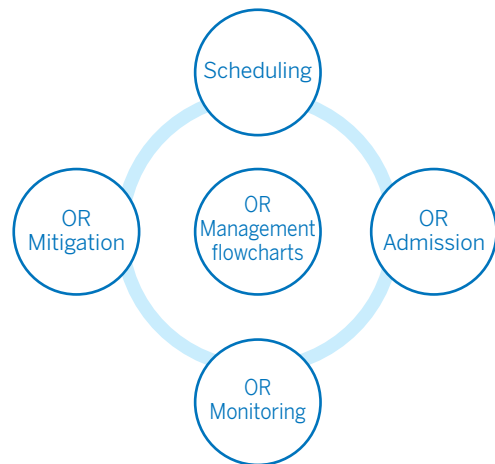 Scheduling
OR
Mitigation
OR
Management
flowcharts
OR
Admission
OR
Monitoring